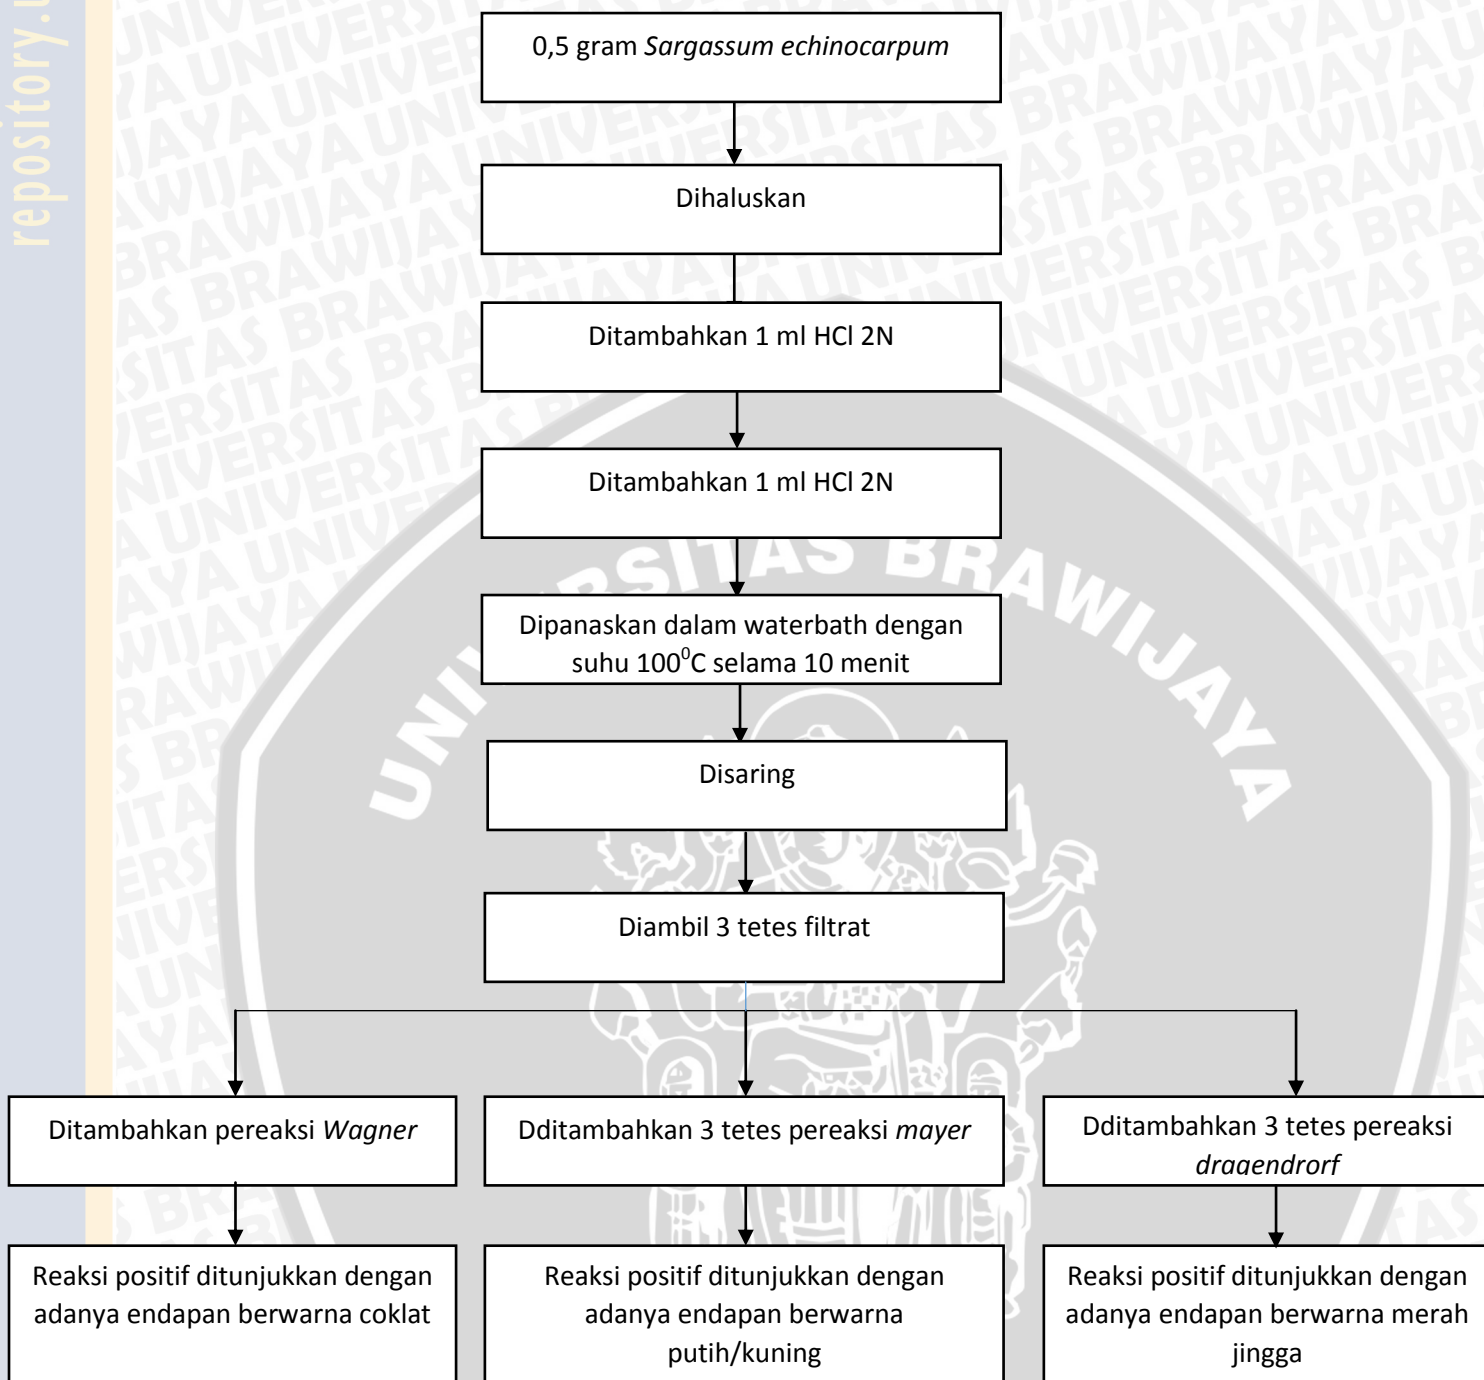 repository.u
UNIVERSITAS BRAWIJAYA
0,5 gram Sargassum echinocarpum
Dihaluskan
Ditambahkan 1 ml HCl 2N
Ditambahkan 1 ml HCl 2N
Dipanaskan dalam waterbath dengan
suhu 100⁰C selama 10 menit
Disaring
Diambil 3 tetes filtrat
Ditambahkan pereaksi Wagner
Dditambahkan 3 tetes pereaksi mayer
Dditambahkan 3 tetes pereaksi
dragendrorf
Reaksi positif ditunjukkan dengan
adanya endapan berwarna coklat
Reaksi positif ditunjukkan dengan
adanya endapan berwarna
putih/kuning
Reaksi positif ditunjukkan dengan
adanya endapan berwarna merah
jingga